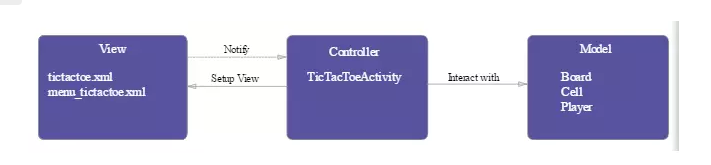 View
tictactoe.xml
menu_tictactoe.xml
Notify
Setup View
Controller
TicTacToeActivity
Interact with
Model
Board
Cell
Player